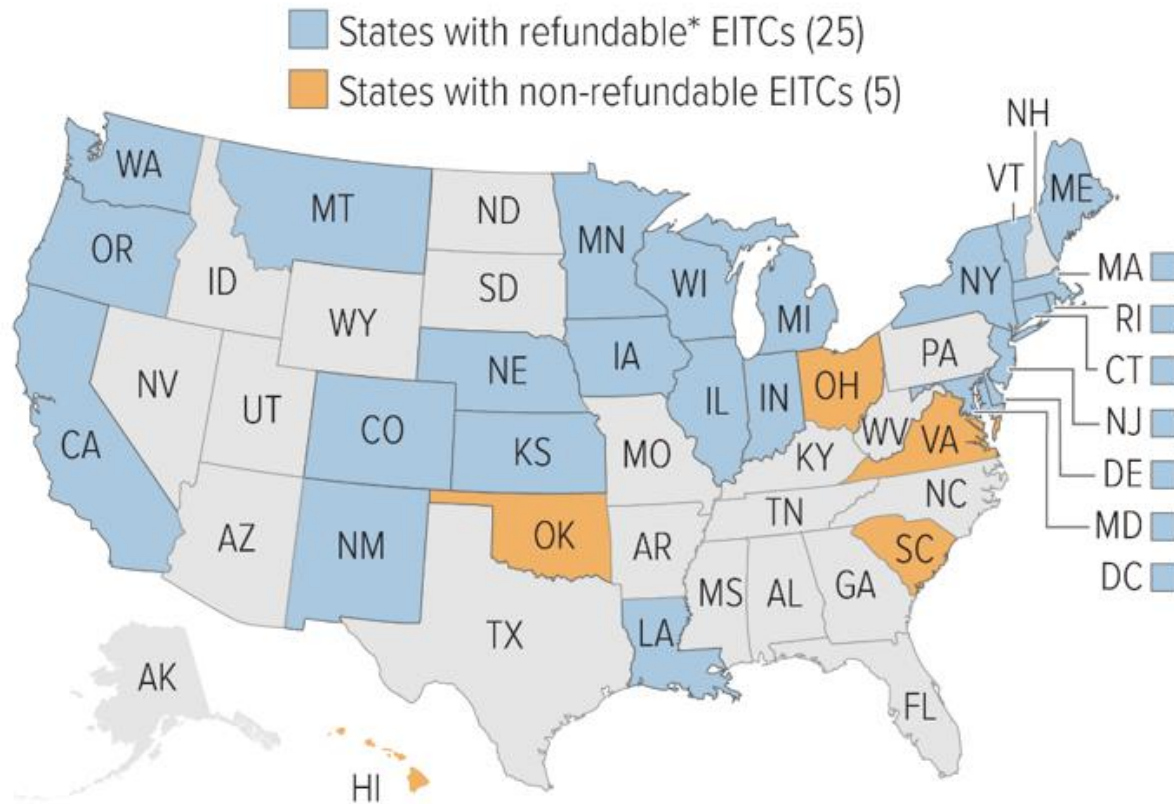 States with refundable* EITCs (25)
States with non-refundable EITCs (5)
NH
WA
VT
ME
MT
ND
MN
OR
MA
ID
SD
WI
NY
WY
MI
RI
PA
IA
NE
CT
NV
OH
IL
IN
UT
CO
NJ
CA
WV
VA
KS
MO
KY
DE
NC
TN
MD
OK
AZ
NM
AR
SC
DC
MS
AL
GA
TX
LA
AK
FL
HI